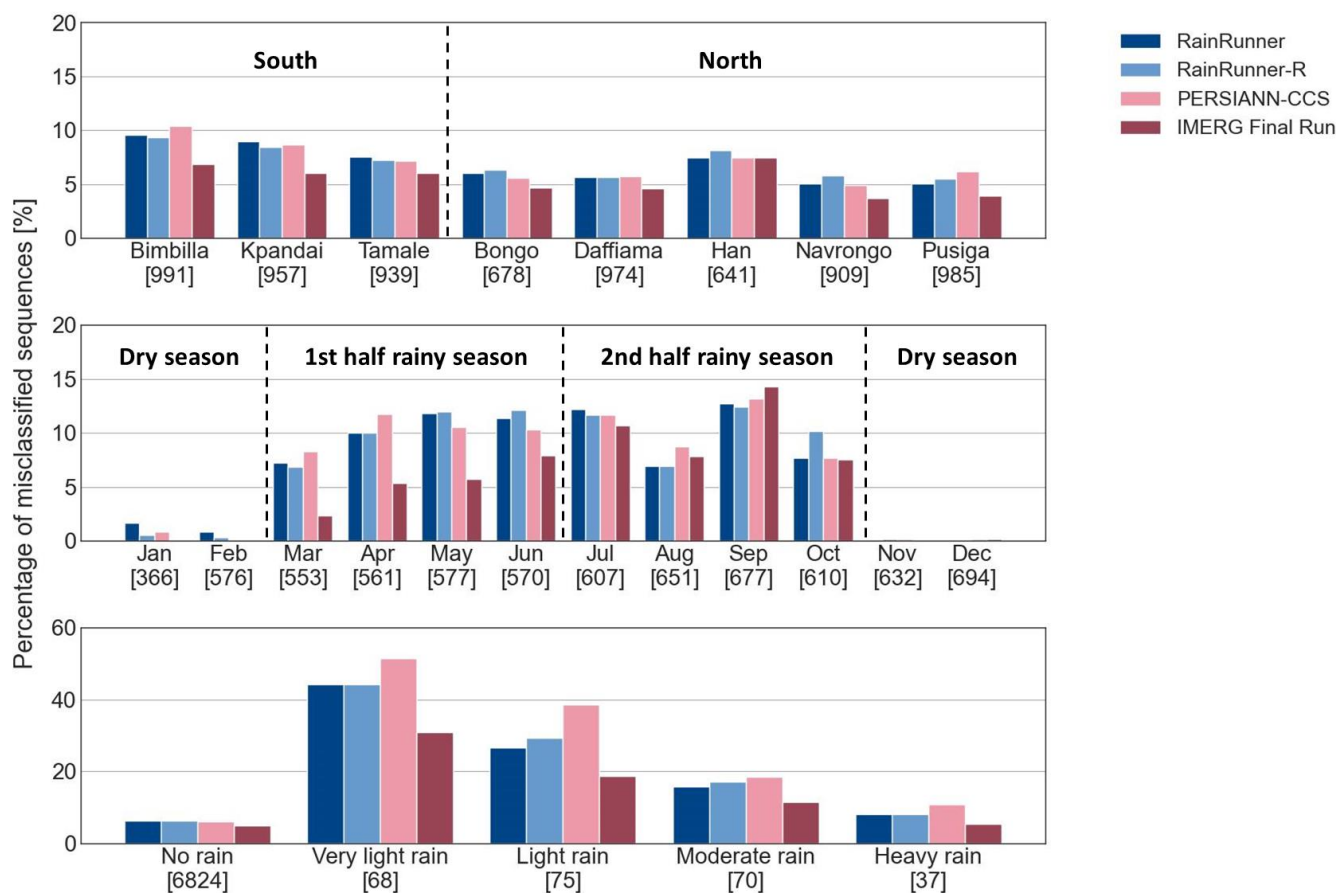 Percentage of misclassified sequences [%]
20
15
10
5
0
South
North
Bimbilla Kpandai Tamale Bongo Daffiama Han Navrongo Pusiga
[991] [957] [939] [678] [974] [641] [909] [985]
RainRunner
RainRunner-R
PERSIANN-CCS
IMERG Final Run
20
15
10
5
0
Dry season 1st half rainy season 2nd half rainy season Dry season
Jan Feb Mar Apr May Jun Jul Aug Sep Oct Nov Dec
[366] [576] [553] [561] [577] [570] [607] [651] [677] [610] [632] [694]
60
40
20
0
No rain Very light rain Light rain Moderate rain Heavy rain
[6824] [68] [75] [70] [37]